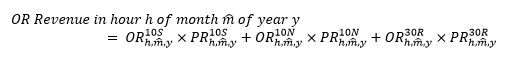 OR Revenue in hour h of month m̂ of year y
= OR^{10S}_{h,m̂,y} × PR^{10S}_{h,m̂,y} + OR^{10N}_{h,m̂,y} × PR^{10N}_{h,m̂,y} + OR^{30R}_{h,m̂,y} × PR^{30R}_{h,m̂,y}